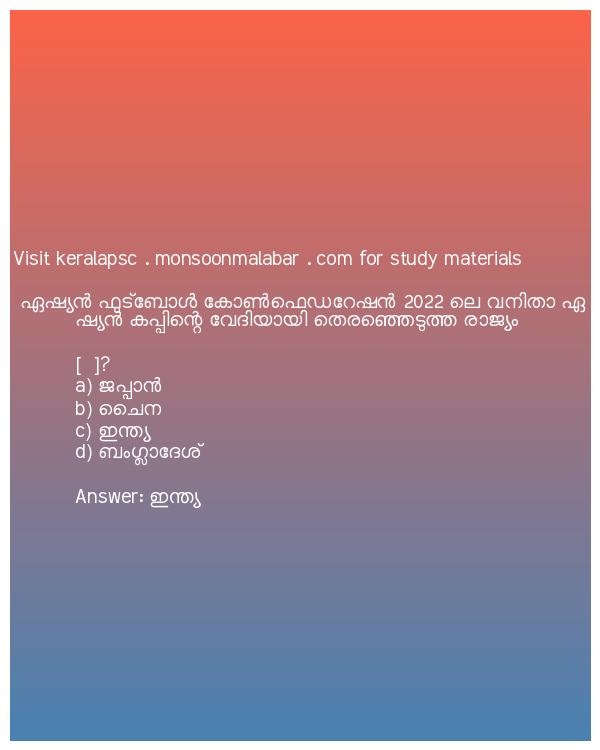 Visit keralapsc . monsoonmalabar . com for study materials
ഏഷ്യൻ ഫുട്ബോൾ കോൺഫെഡറേഷൻ 2022 ലെ വനിതാ ഏ
ഷ്യൻ കപ്പിന്റെ വേദിയായി തെരഞ്ഞെടുത്ത രാജ്യം
[ ]?
a) ജപ്പാൻ
b) ചൈന
c) ഇന്ത്യ
d) ബംഗ്ലാദേശ്
Answer: ഇന്ത്യ